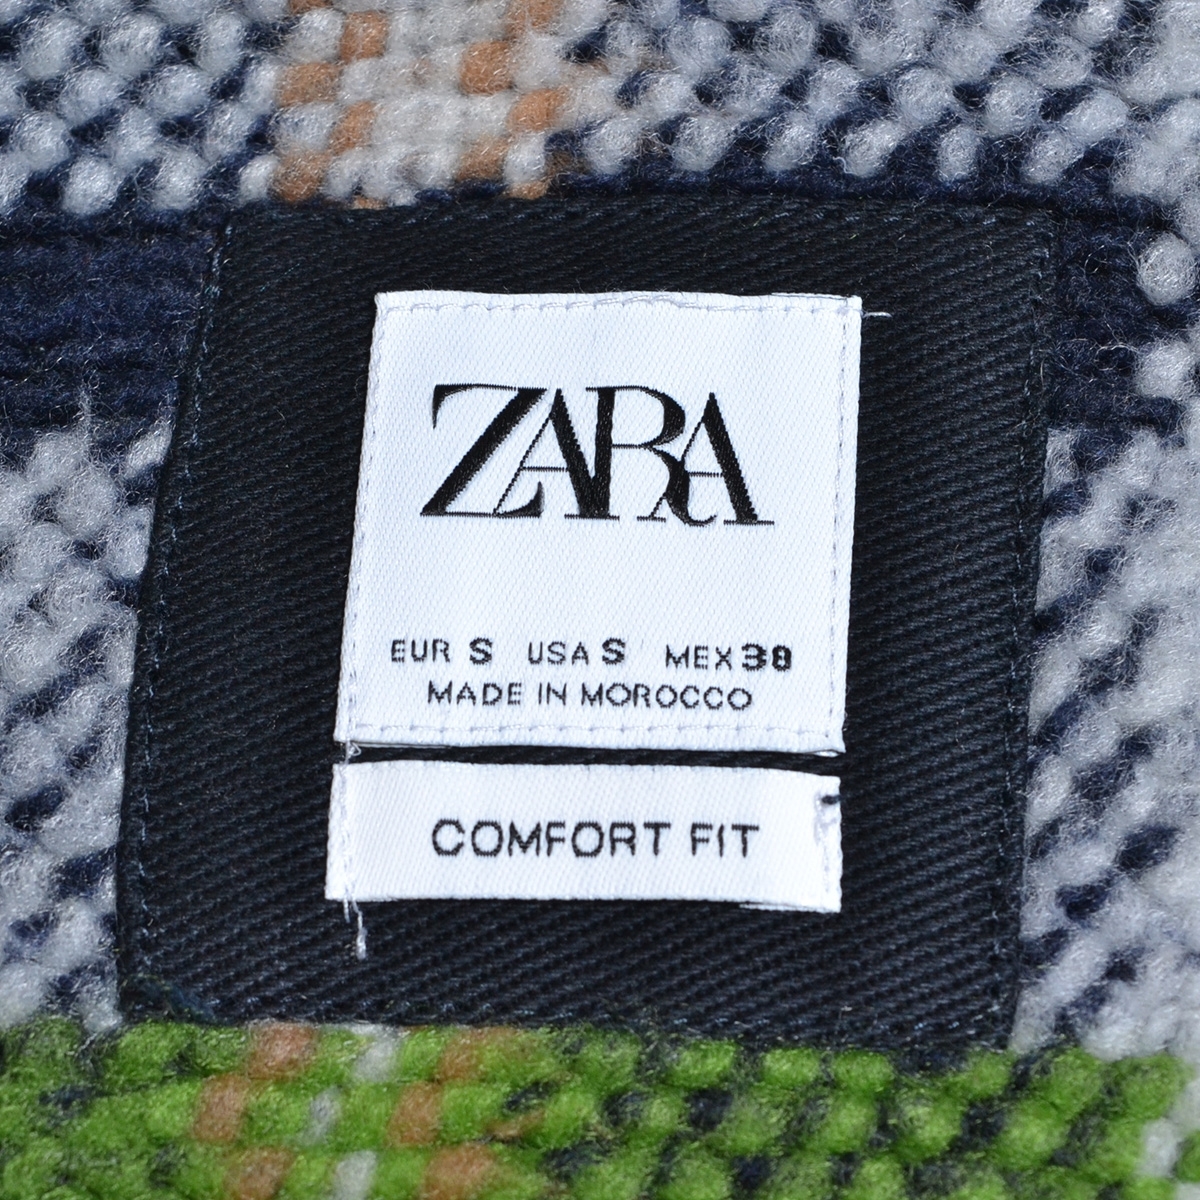 ZARA
EUR S USA S MEX 38
MADE IN MOROCCO
COMFORT FIT